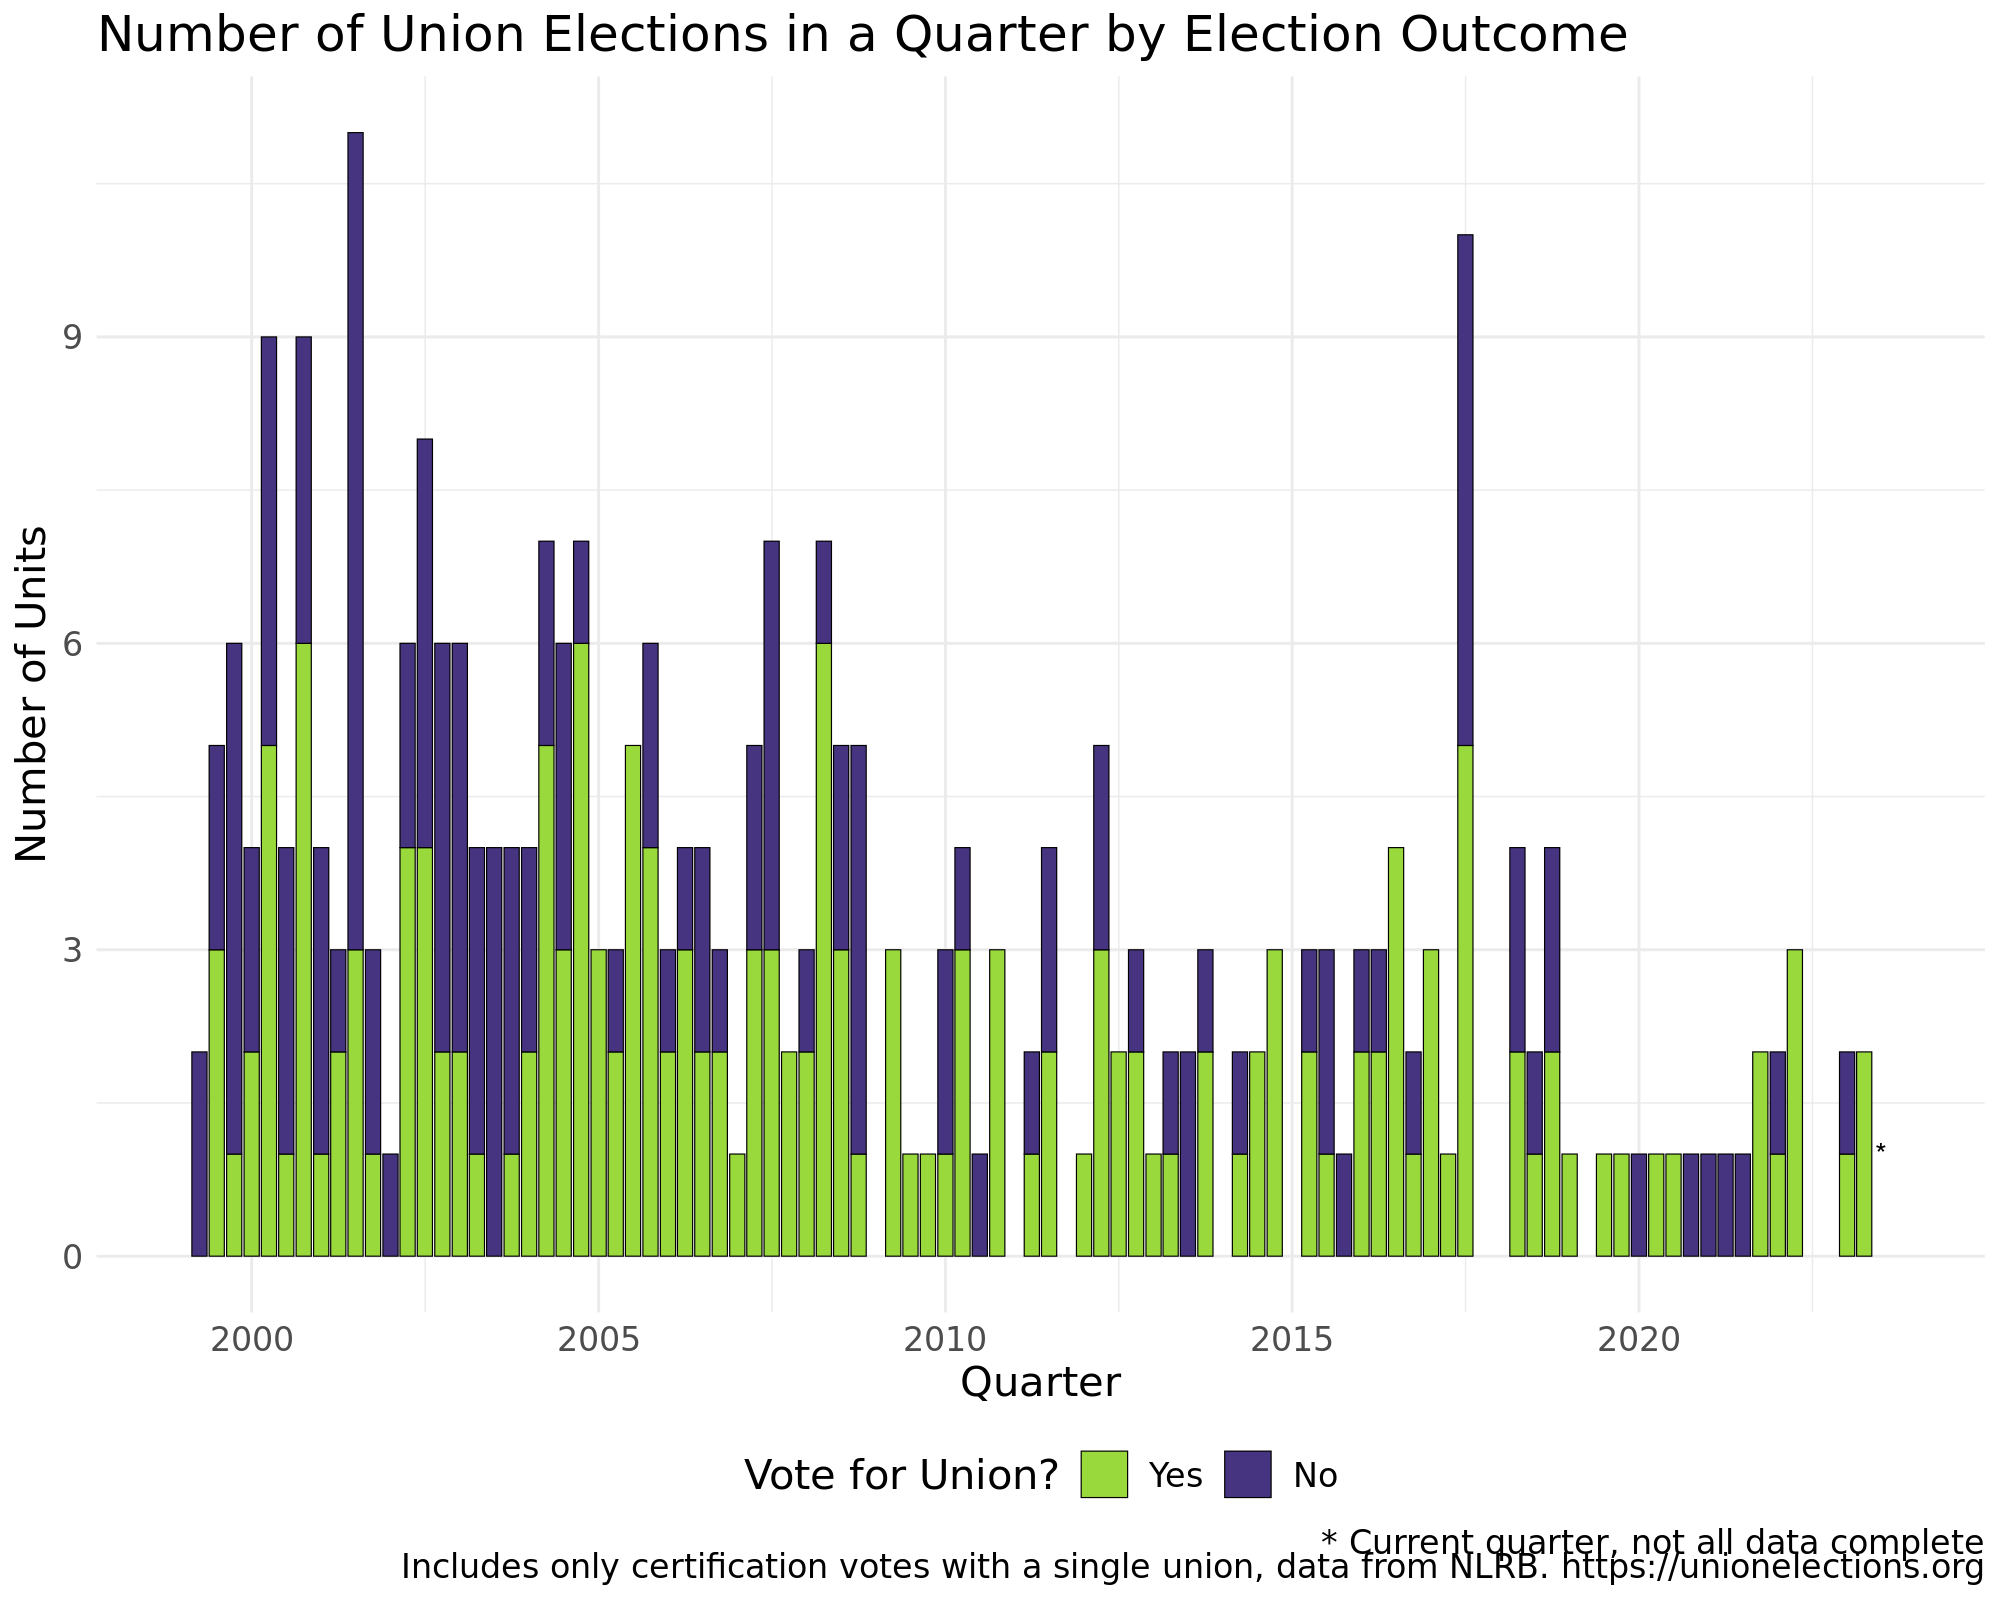 Number of Union Elections in a Quarter by Election Outcome
Number of Units
9
6
3
0
*
2000 2005 2010 2015 2020
Quarter
Vote for Union? Yes No
* Current quarter, not all data complete
Includes only certification votes with a single union, data from NLRB. https://unionelections.org